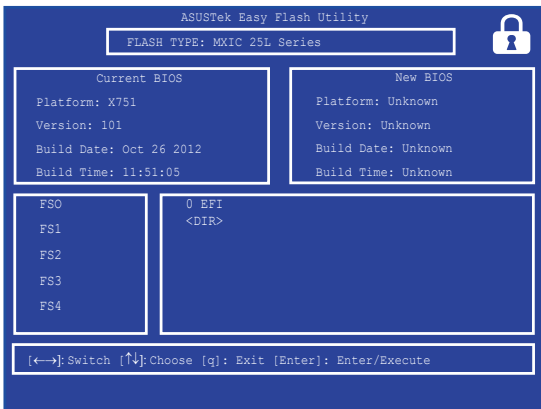 ASUSTek Easy Flash Utility
FLASH TYPE: MXIC 25L Series
Current BIOS
Platform: X751
Version: 101
Build Date: Oct 26 2012
Build Time: 11:51:05
New BIOS
Platform: Unknown
Version: Unknown
Build Date: Unknown
Build Time: Unknown
FSO
FS1
FS2
FS3
FS4
0 EFI
<DIR>
[←→]: Switch [↑↓]: Choose [q]: Exit [Enter]: Enter/Execute